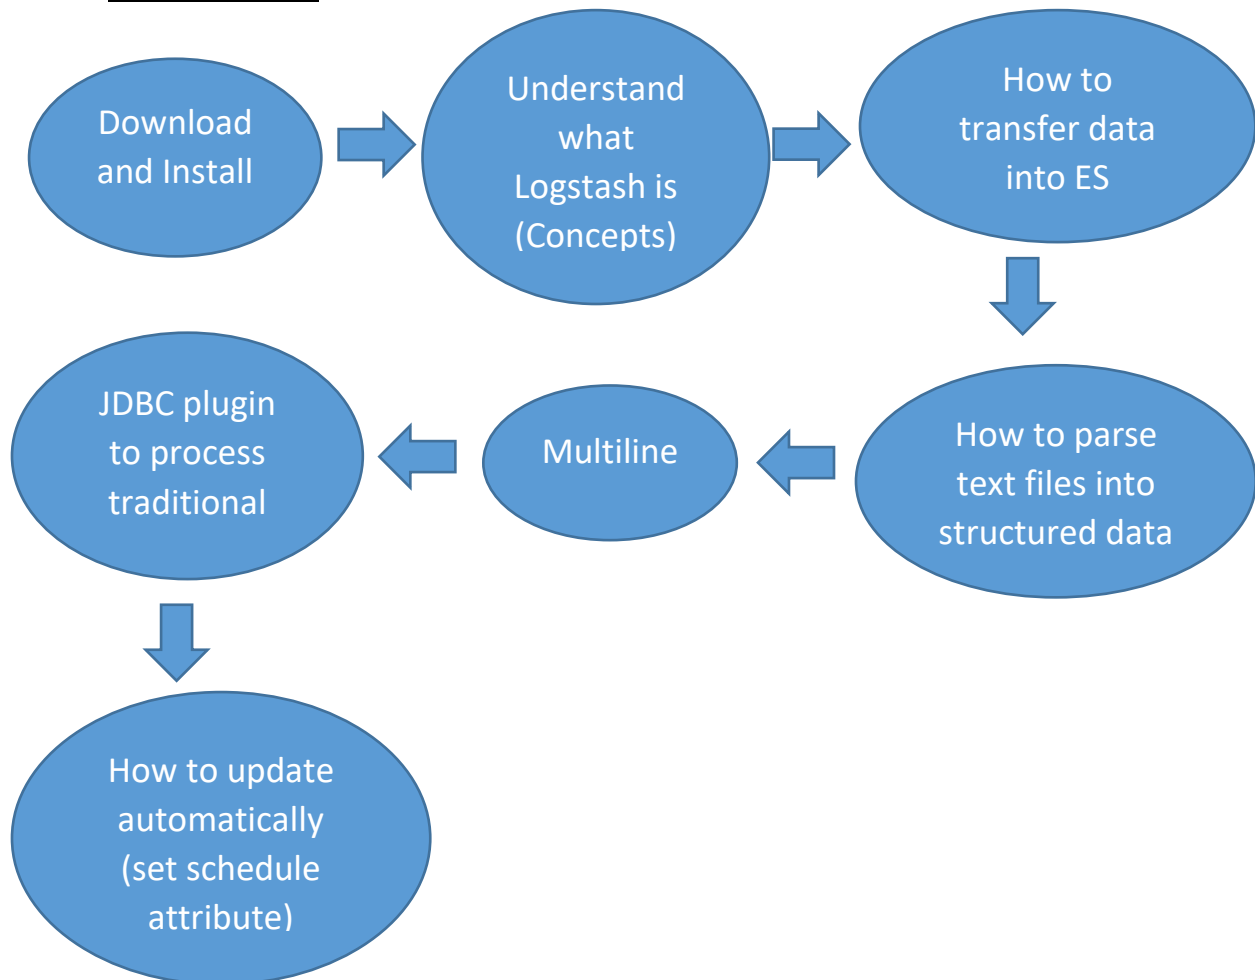 Download
and Install
Understand
what
Logstash is
(Concepts)
How to
transfer data
into ES
How to parse
text files into
structured data
Multiline
JDBC plugin
to process
traditional
How to update
automatically
(set schedule
attribute)